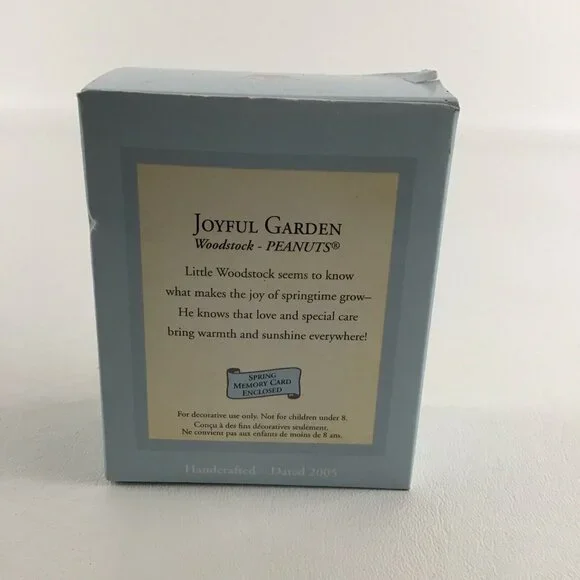 JOYFUL GARDEN
Woodstock - PEANUTS®
Little Woodstock seems to know
what makes the joy of springtime grow–
He knows that love and special care
bring warmth and sunshine everywhere!
SPRING
MEMORY CARD
ENCLOSED
For decorative use only. Not for children under 8.
Conçu à des fins décoratives seulement.
Ne convient pas aux enfants de moins de 8 ans.
Handcrafted - Dated 2005